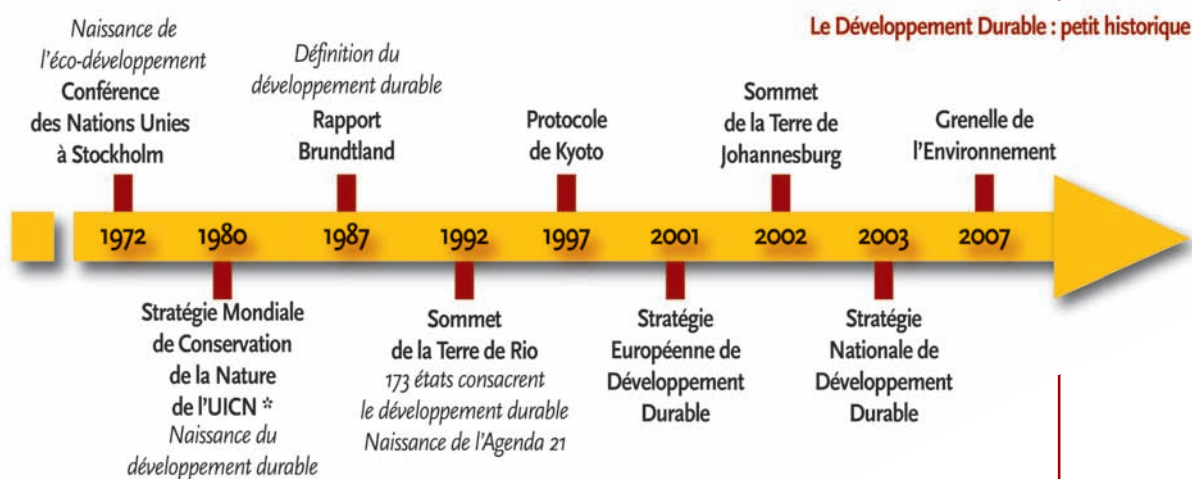 Le Développement Durable : petit historique
Naissance de
l'éco-développement
Conférence
des Nations Unies
à Stockholm
Définition du
développement durable
Rapport
Brundtland
Protocole
de Kyoto
Sommet
de la Terre de
Johannesburg
Grenelle de
l'Environnement
1972 1980 1987 1992 1997 2001 2002 2003 2007
Stratégie Mondiale
de Conservation
de la Nature
de l'UICN *
Naissance du
développement durable
Sommet
de la Terre de Rio
173 états consacrent
le développement durable
Naissance de l'Agenda 21
Stratégie
Européenne de
Développement
Durable
Stratégie
Nationale de
Développement
Durable